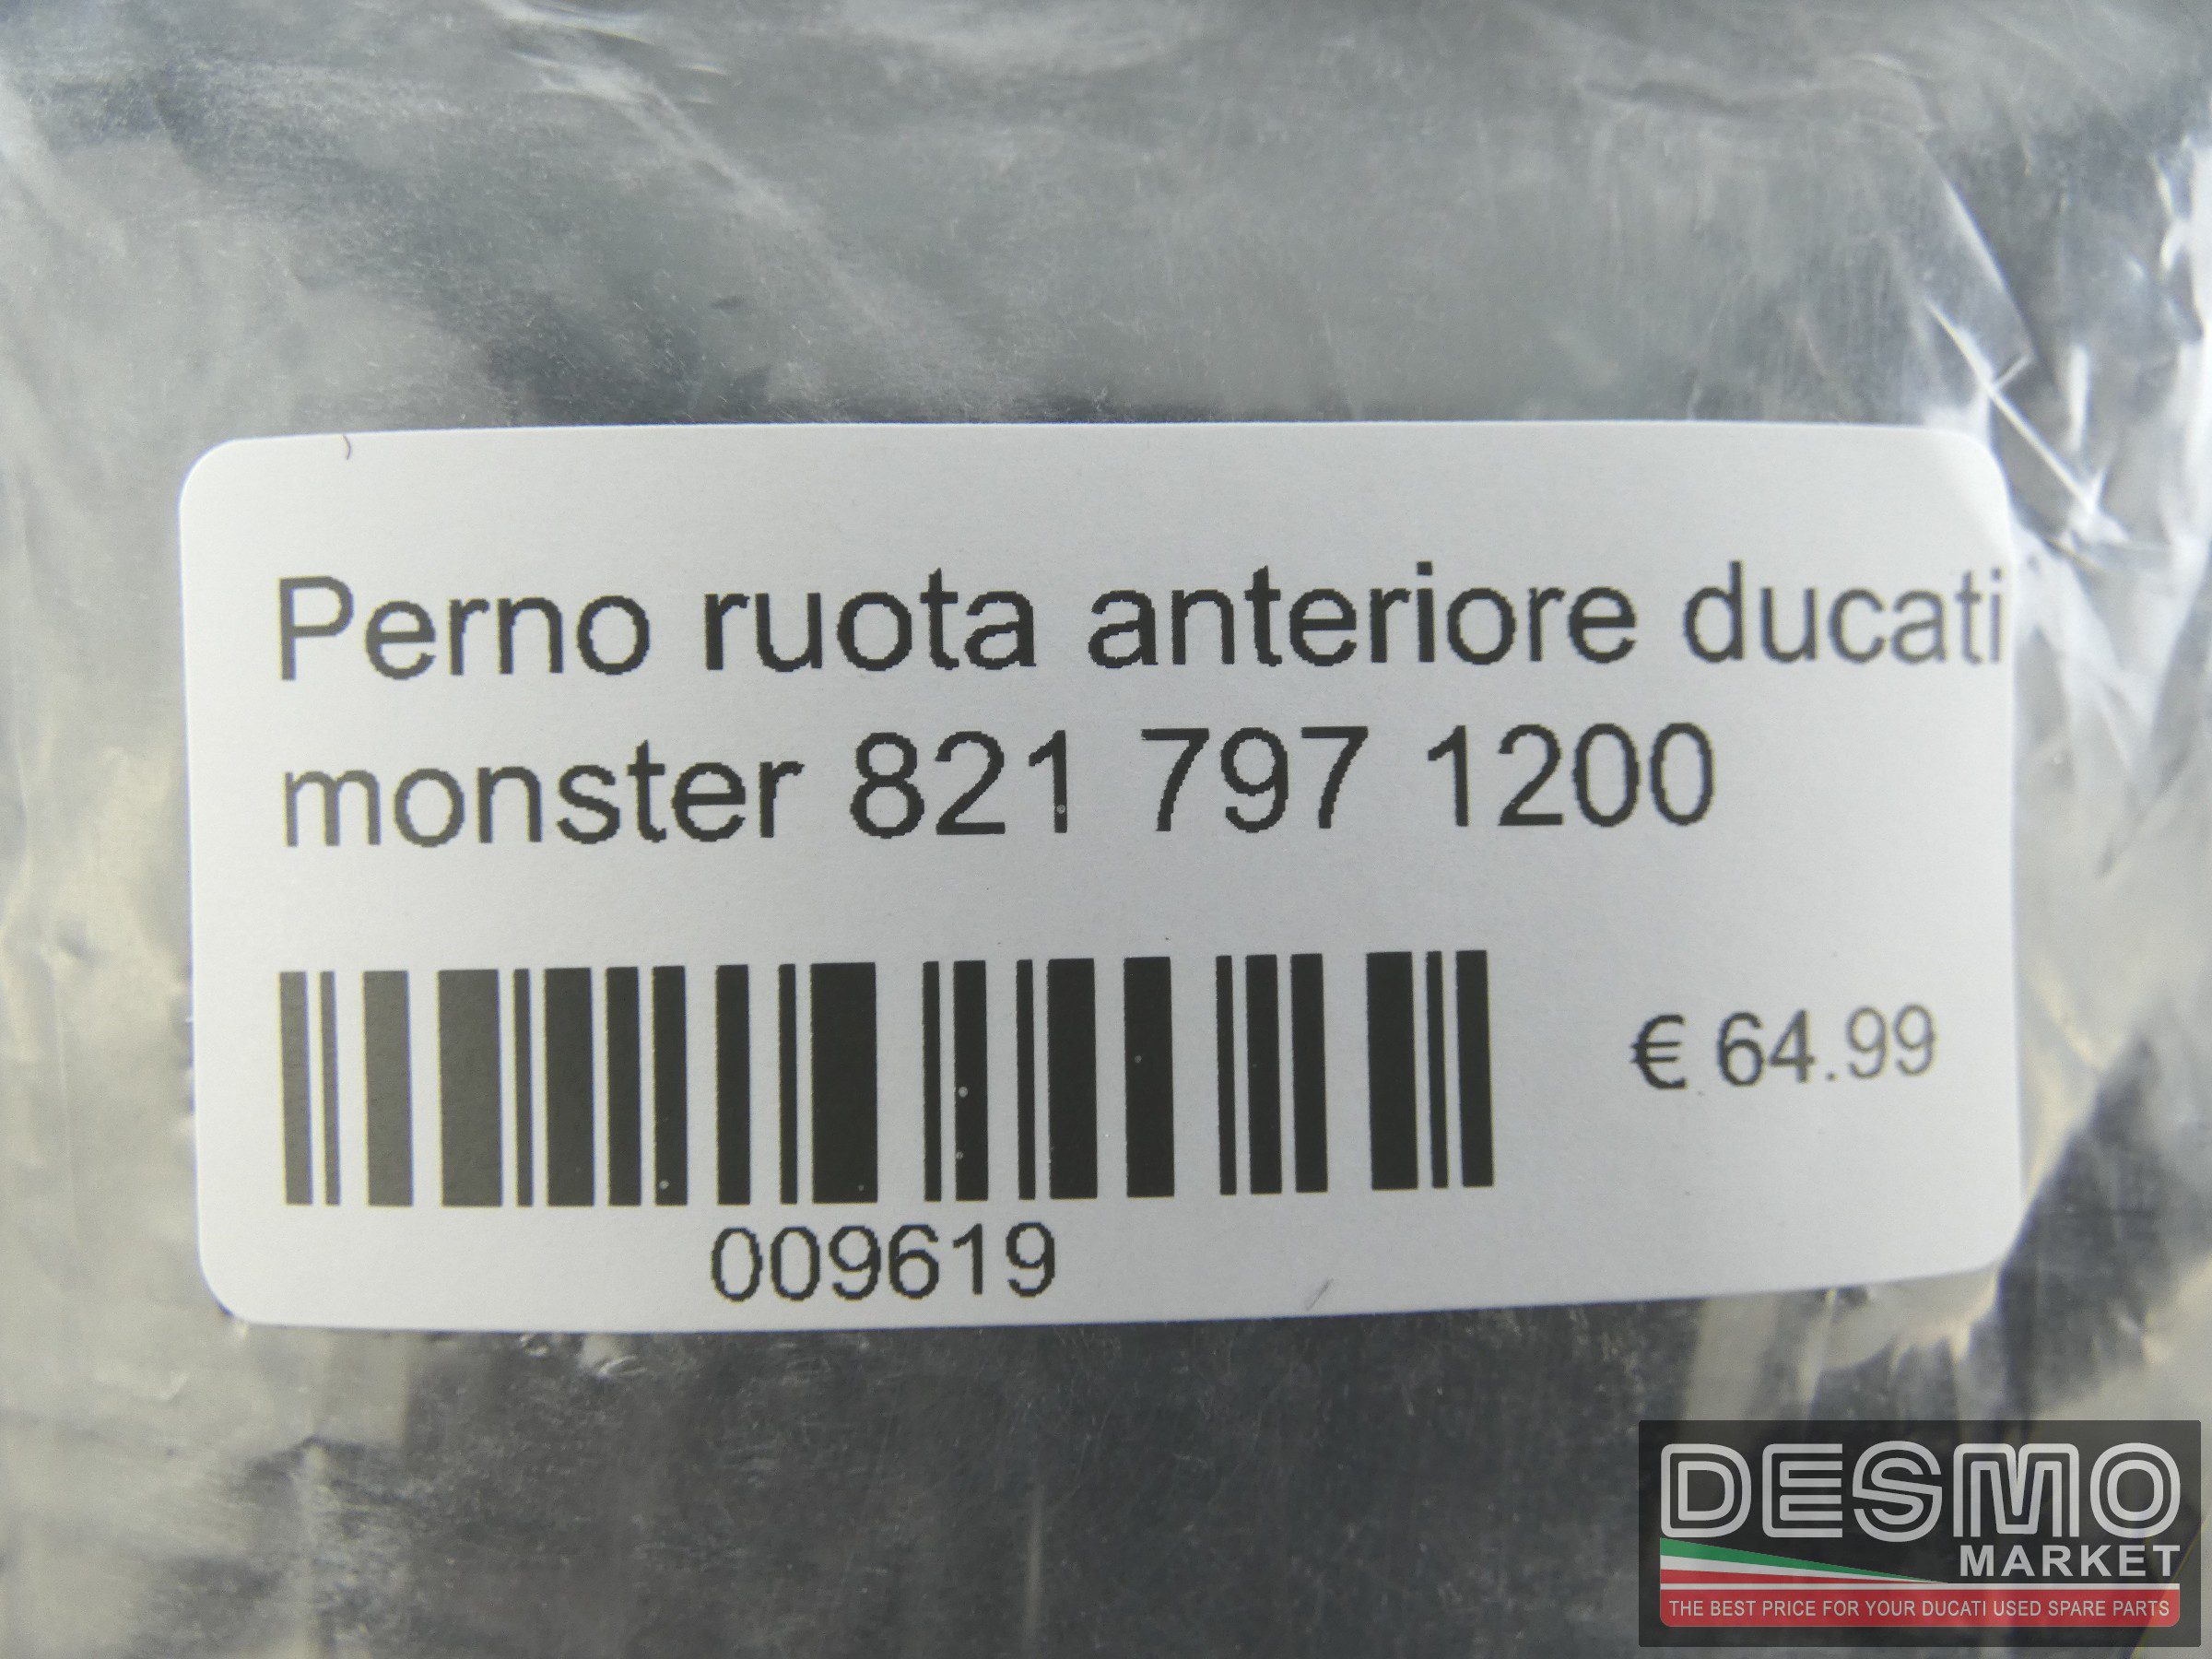 Perno ruota anteriore ducati
monster 821 797 1200
€ 64.99
009619
DESMO
MARKET
THE BEST PRICE FOR YOUR DUCATI USED SPARE PARTS